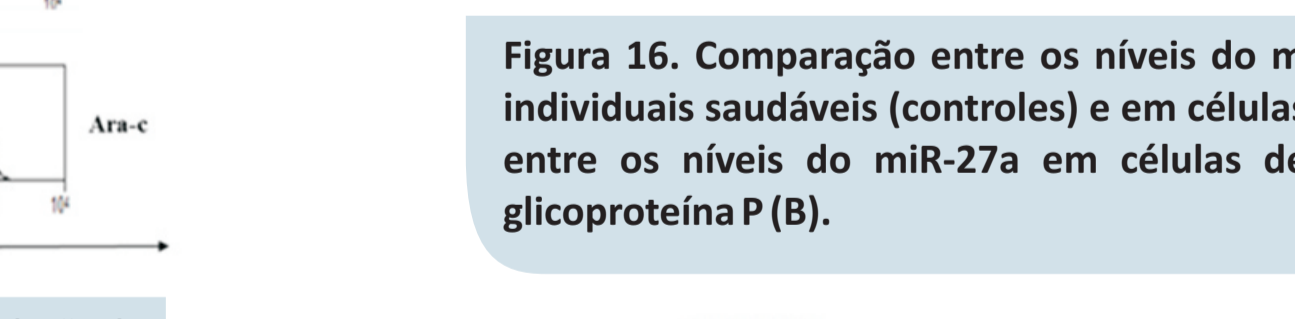 Ara-c
10⁴
Figura 16. Comparação entre os níveis do
individuais saudáveis (controles) e em células
entre os níveis do miR-27a em células de
glicoproteína P (B).